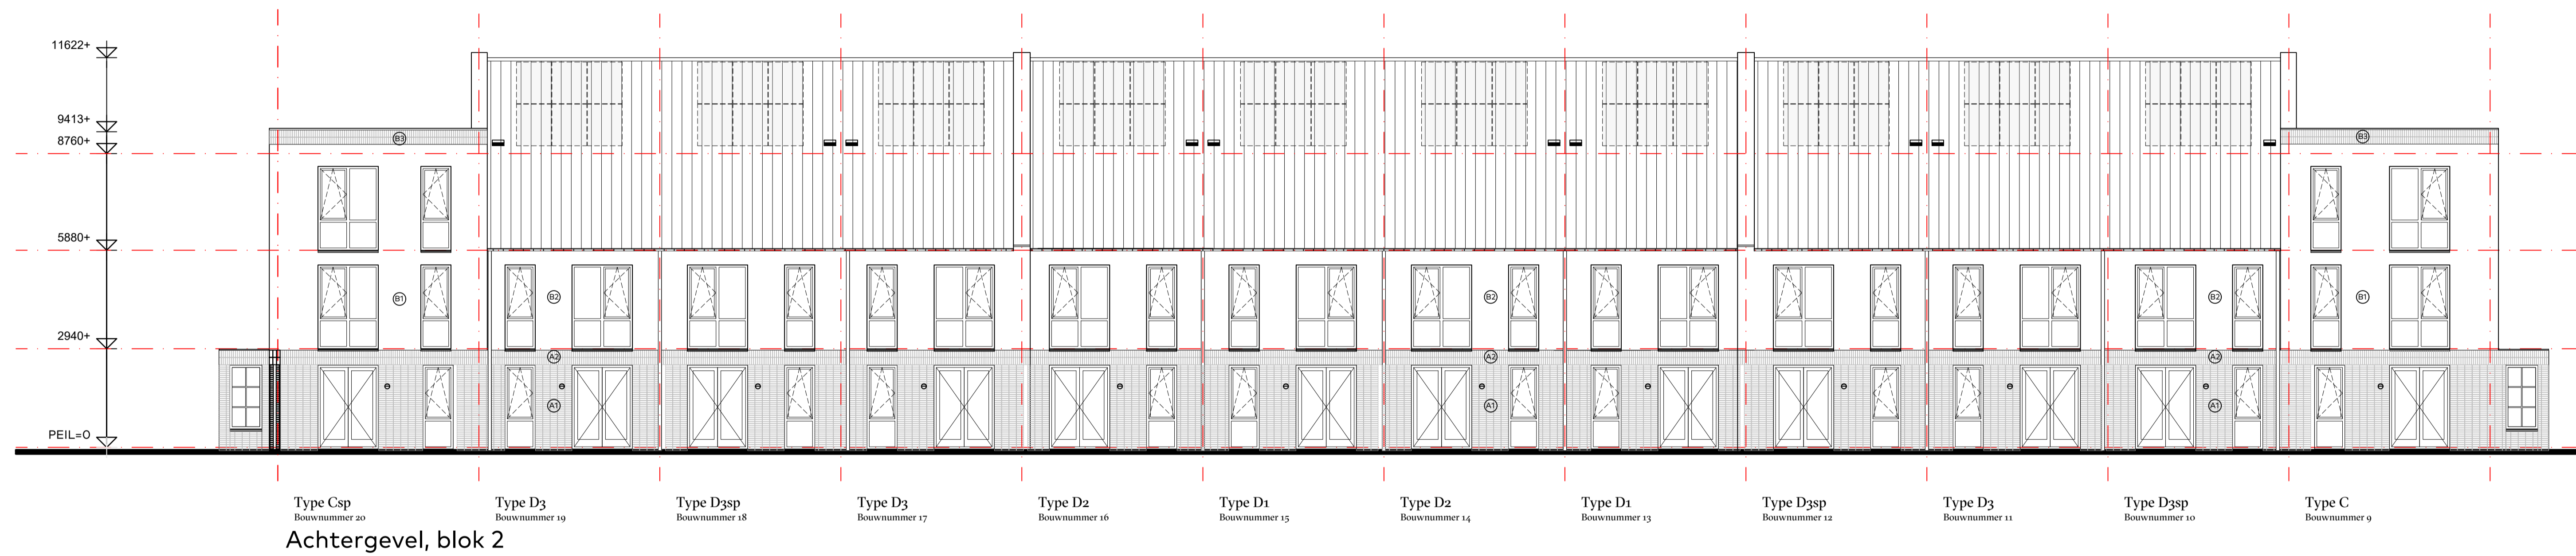 11622+
9413+
8760+
5880+
2940+
PEIL=0
B3
B3
B1
B2
B2
B2
B1
A2
A2
A2
A1
A1
A1
Type Csp
Bouwnummer 20
Type D3
Bouwnummer 19
Type D3sp
Bouwnummer 18
Type D3
Bouwnummer 17
Type D2
Bouwnummer 16
Type D1
Bouwnummer 15
Type D2
Bouwnummer 14
Type D1
Bouwnummer 13
Type D3sp
Bouwnummer 12
Type D3
Bouwnummer 11
Type D3sp
Bouwnummer 10
Type C
Bouwnummer 9
Achtergevel, blok 2